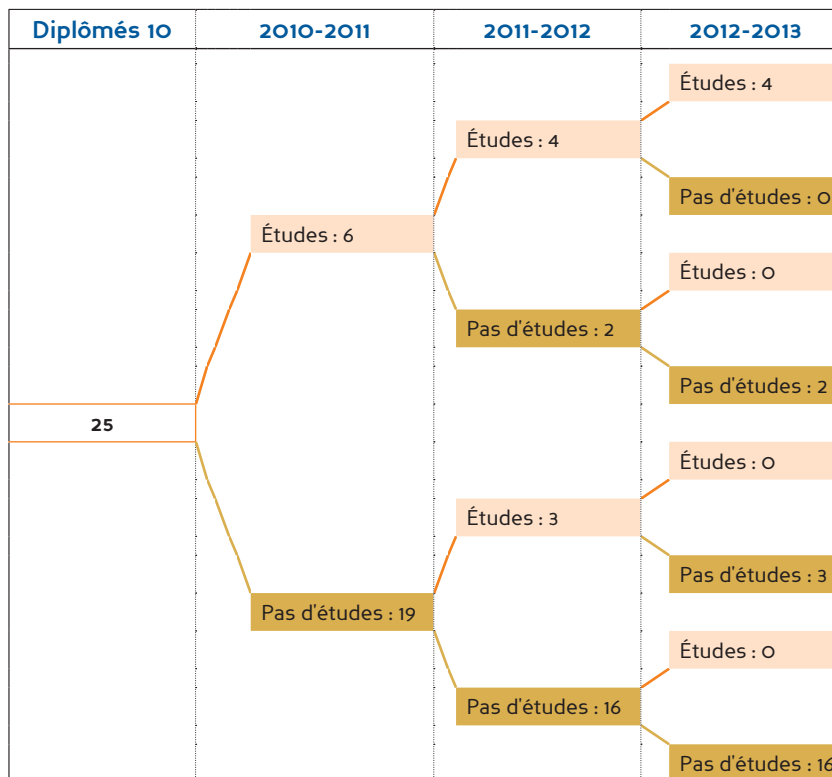 Diplômés 10 2010-2011 2011-2012 2012-2013
Études : 4
Études : 4
Pas d'études : 0
Études : 6
Études : 0
Pas d'études : 2
Pas d'études : 2
25
Études : 0
Études : 3
Pas d'études : 3
Pas d'études : 19
Études : 0
Pas d'études : 16
Pas d'études : 16